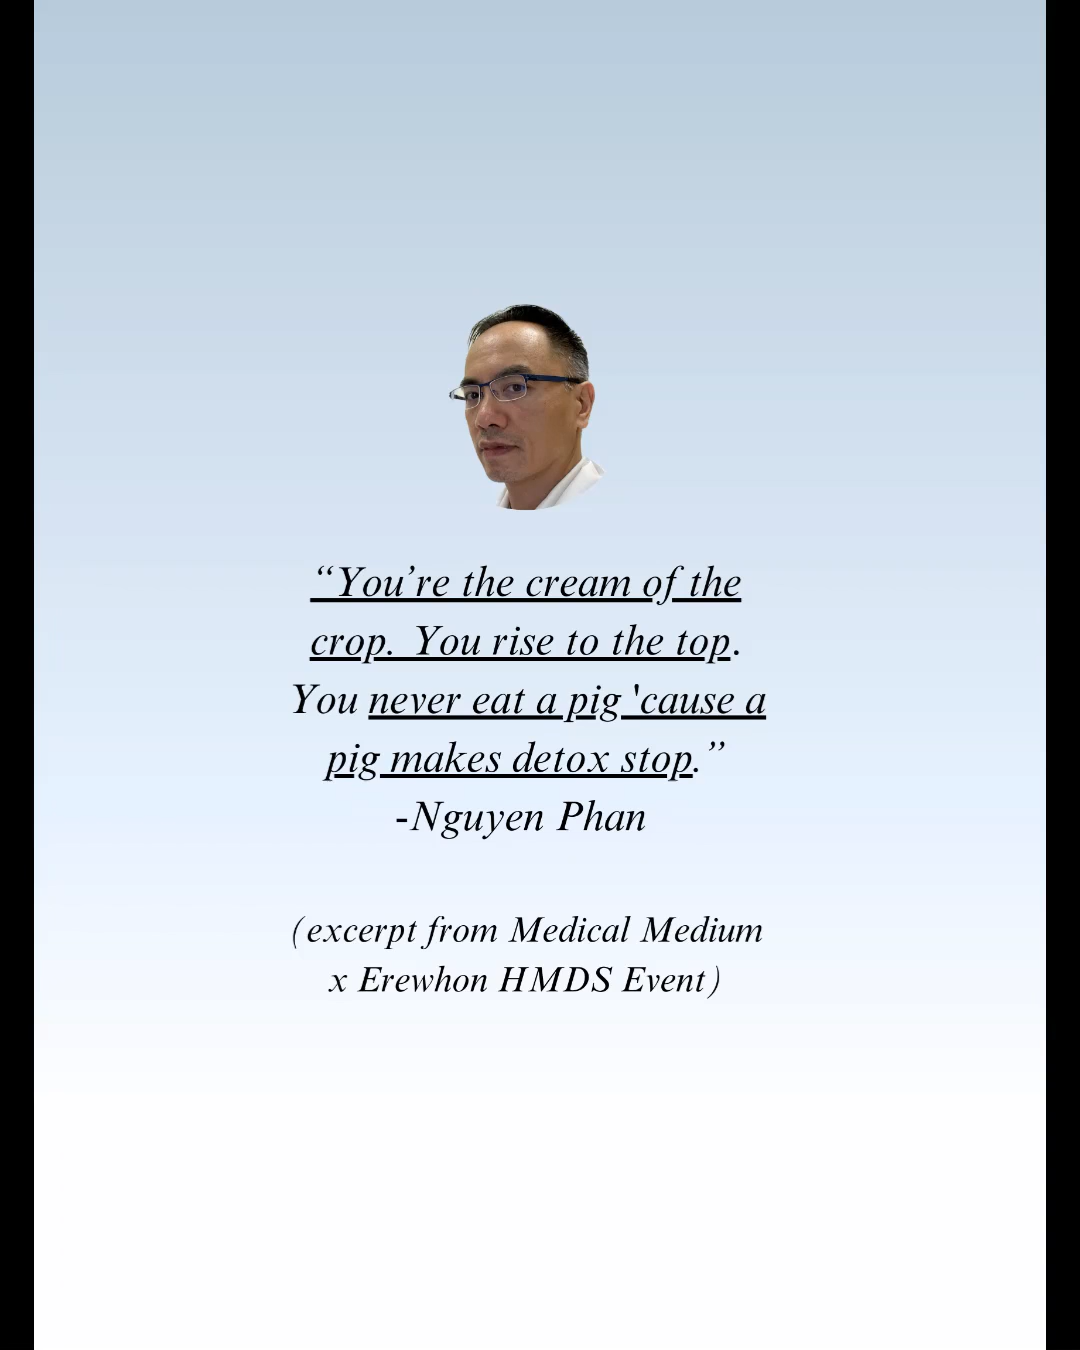 “You’re the cream of the
crop. You rise to the top.
You never eat a pig 'cause a
pig makes detox stop.”
-Nguyen Phan
(excerpt from Medical Medium
x Erewhon HMDS Event)